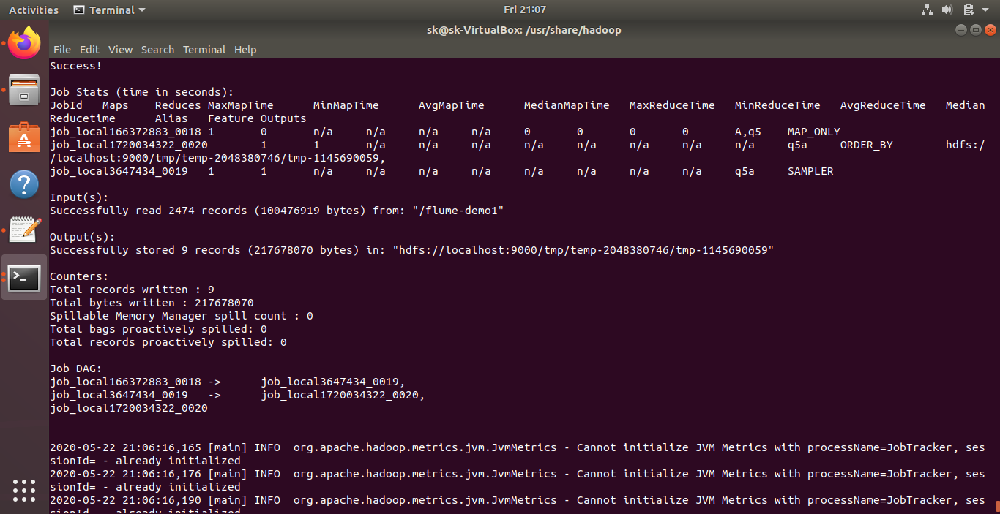 Activities Terminal Fri 21:07
sk@sk-VirtualBox: /usr/share/hadoop
File Edit View Search Terminal Help
Success!
Job Stats (time in seconds):
JobId Maps Reduces MaxMapTime MinMapTime AvgMapTime MedianMapTime MaxReduceTime MinReduceTime AvgReduceTime Median
Reducetime Alias Feature Outputs
job_local166372883_0018 1 0 n/a n/a n/a n/a 0 0 0 0 A,q5 MAP_ONLY
job_local1720034322_0020 1 1 n/a n/a n/a n/a n/a n/a n/a n/a q5a ORDER_BY hdfs:/
/localhost:9000/tmp/temp-2048380746/tmp-1145690059,
job_local3647434_0019 1 1 n/a n/a n/a n/a n/a n/a n/a n/a q5a SAMPLER
Input(s):
Successfully read 2474 records (100476919 bytes) from: "/flume-demo1"
Output(s):
Successfully stored 9 records (217678070 bytes) in: "hdfs://localhost:9000/tmp/temp-2048380746/tmp-1145690059"
Counters:
Total records written : 9
Total bytes written : 217678070
Spillable Memory Manager spill count : 0
Total bags proactively spilled: 0
Total records proactively spilled: 0
Job DAG:
job_local166372883_0018 -> job_local3647434_0019,
job_local3647434_0019 -> job_local1720034322_0020,
job_local1720034322_0020
2020-05-22 21:06:16,165 [main] INFO org.apache.hadoop.metrics.jvm.JvmMetrics - Cannot initialize JVM Metrics with processName=JobTracker, ses
sionId= - already initialized
2020-05-22 21:06:16,176 [main] INFO org.apache.hadoop.metrics.jvm.JvmMetrics - Cannot initialize JVM Metrics with processName=JobTracker, ses
sionId= - already initialized
2020-05-22 21:06:16,190 [main] INFO org.apache.hadoop.metrics.jvm.JvmMetrics - Cannot initialize JVM Metrics with processName=JobTracker, ses
sionId= - already initialized